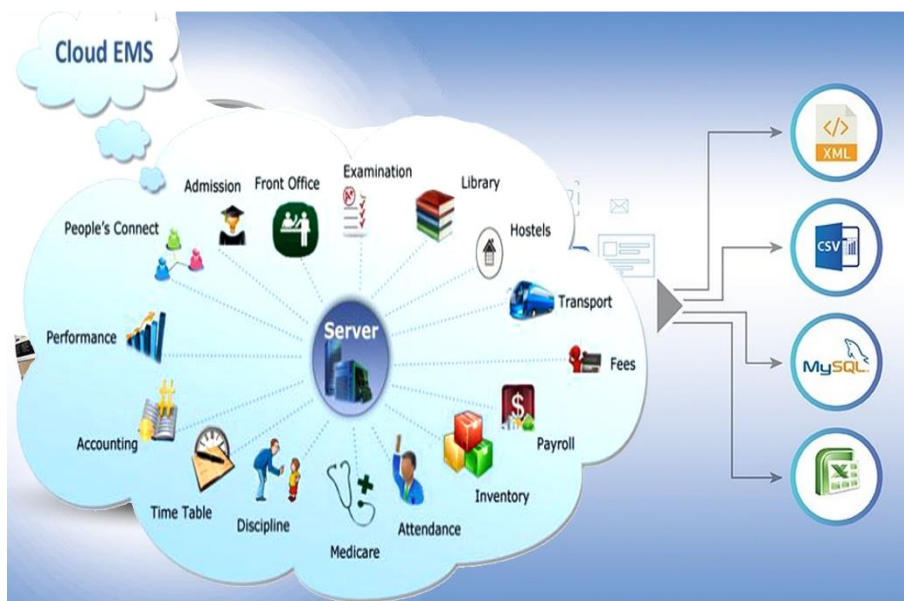 Cloud EMS
Admission
Front Office
Examination
Library
People's Connect
Hostels
Transport
Performance
Server
Fees
Accounting
Payroll
Time Table
Discipline
Medicare
Attendance
Inventory
</>
XML
CSV
MySQL
X
$